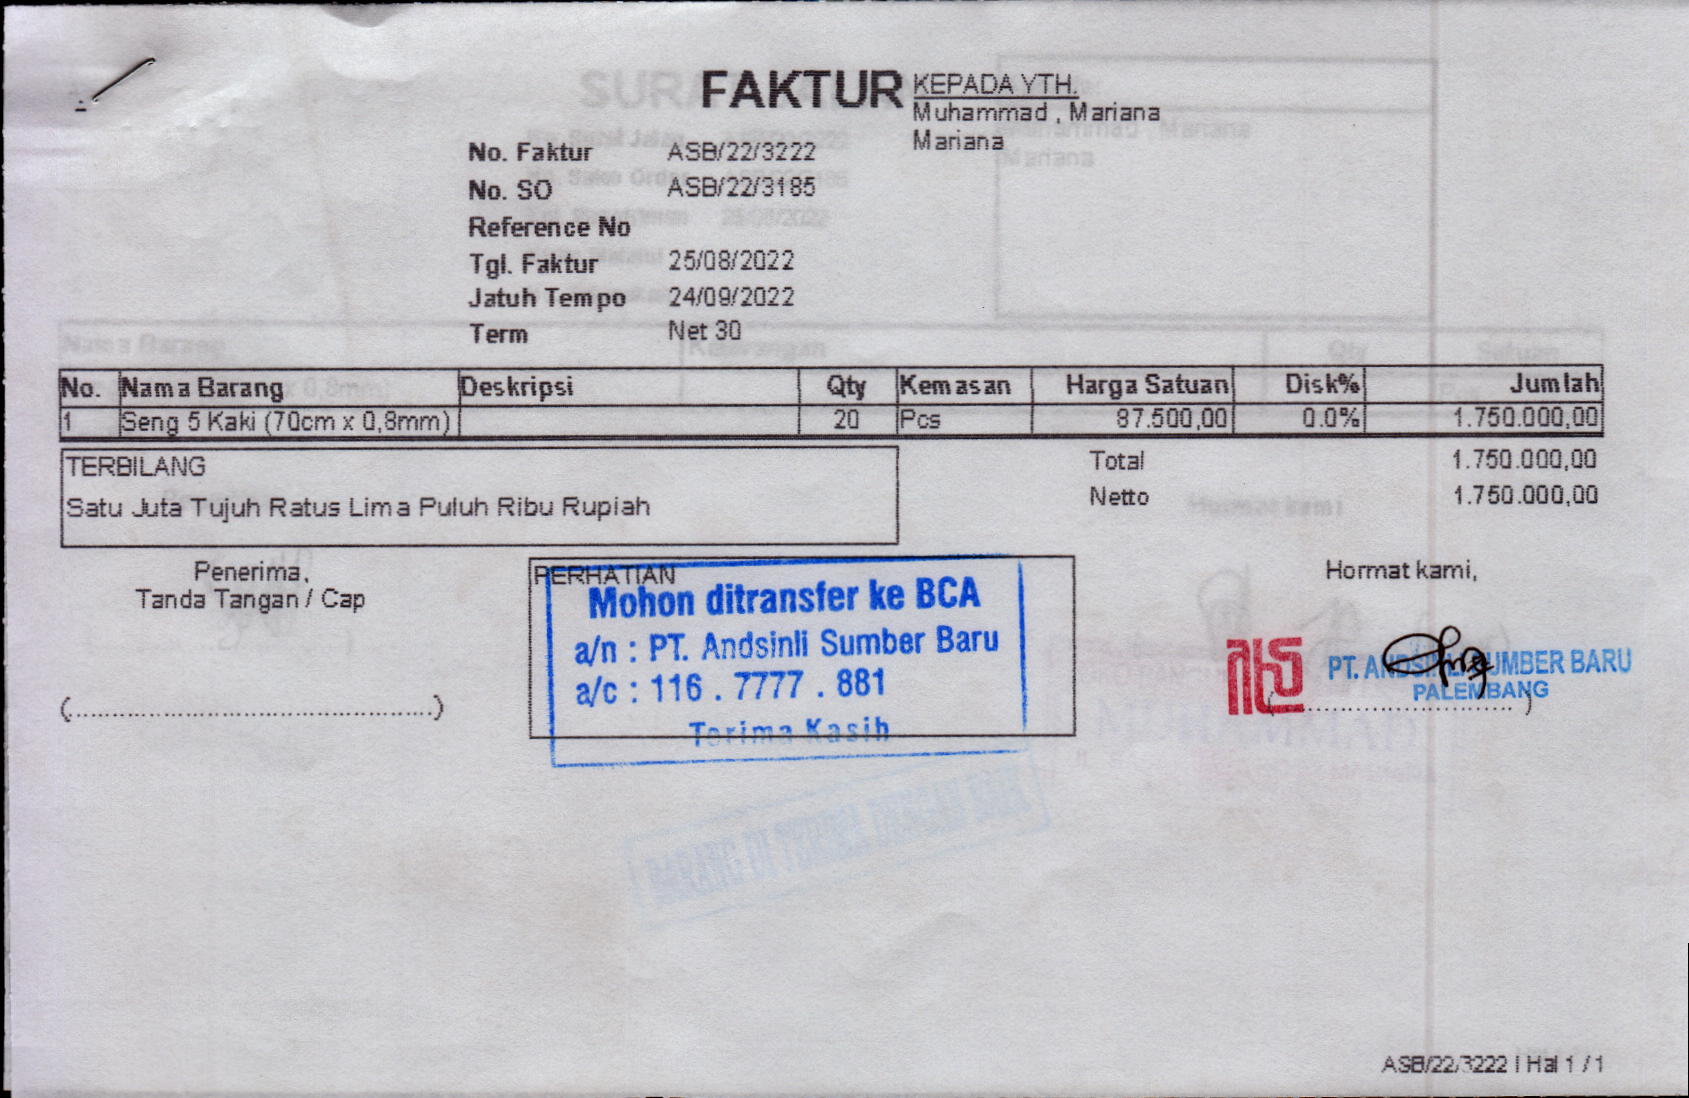 FAKTUR
KEPADA YTH.
Muhammad , Mariana
Mariana
No. Faktur ASB/22/3222
No. SO ASB/22/3185
Reference No
Tgl. Faktur 25/08/2022
Jatuh Tempo 24/09/2022
Term Net 30
No. Nama Barang Deskripsi Qty Kemasan Harga Satuan Disk% Jumlah
1 Seng 5 Kaki (70cm x 0,8mm) 20 Pcs 87.500,00 0.0% 1.750.000,00
TERBILANG
Satu Juta Tujuh Ratus Lima Puluh Ribu Rupiah
Total 1.750.000,00
Netto 1.750.000,00
Penerima,
Tanda Tangan / Cap
(...............................................)
PERHATIAN
Mohon ditransfer ke BCA
a/n : PT. Andsinli Sumber Baru
a/c : 116 . 7777 . 881
Terima Kasih
Hormat kami,
PT. ANDSINLI SUMBER BARU
PALEMBANG
(...............................)
ASB/22/3222 | Hal 1 / 1